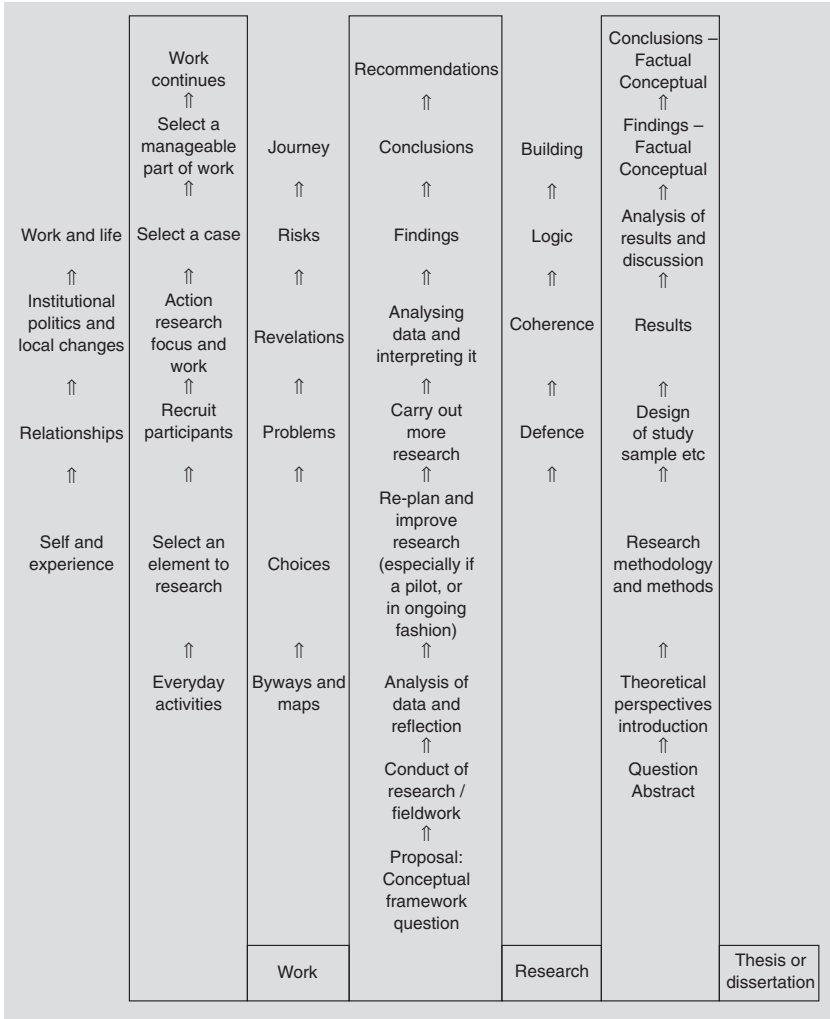 Work and life
Institutional
politics and
local changes
Relationships
Self and
experience
Work
continues
Select a
manageable
part of work
Select a case
Action
research
focus and
work
Recruit
participants
Select an
element to
research
Everyday
activities
Journey
Risks
Revelations
Problems
Choices
Byways and
maps
Work
Recommendations
Conclusions
Findings
Analysing
data and
interpreting it
Carry out
more
research
Re-plan and
improve
research
(especially if
a pilot, or
in ongoing
fashion)
Analysis of
data and
reflection
Conduct of
research /
fieldwork
Proposal:
Conceptual
framework
question
Building
Logic
Coherence
Defence
Research
Conclusions –
Factual
Conceptual
Findings –
Factual
Conceptual
Analysis of
results and
discussion
Results
Design
of study
sample etc
Research
methodology
and methods
Theoretical
perspectives
introduction
Question
Abstract
Thesis or
dissertation